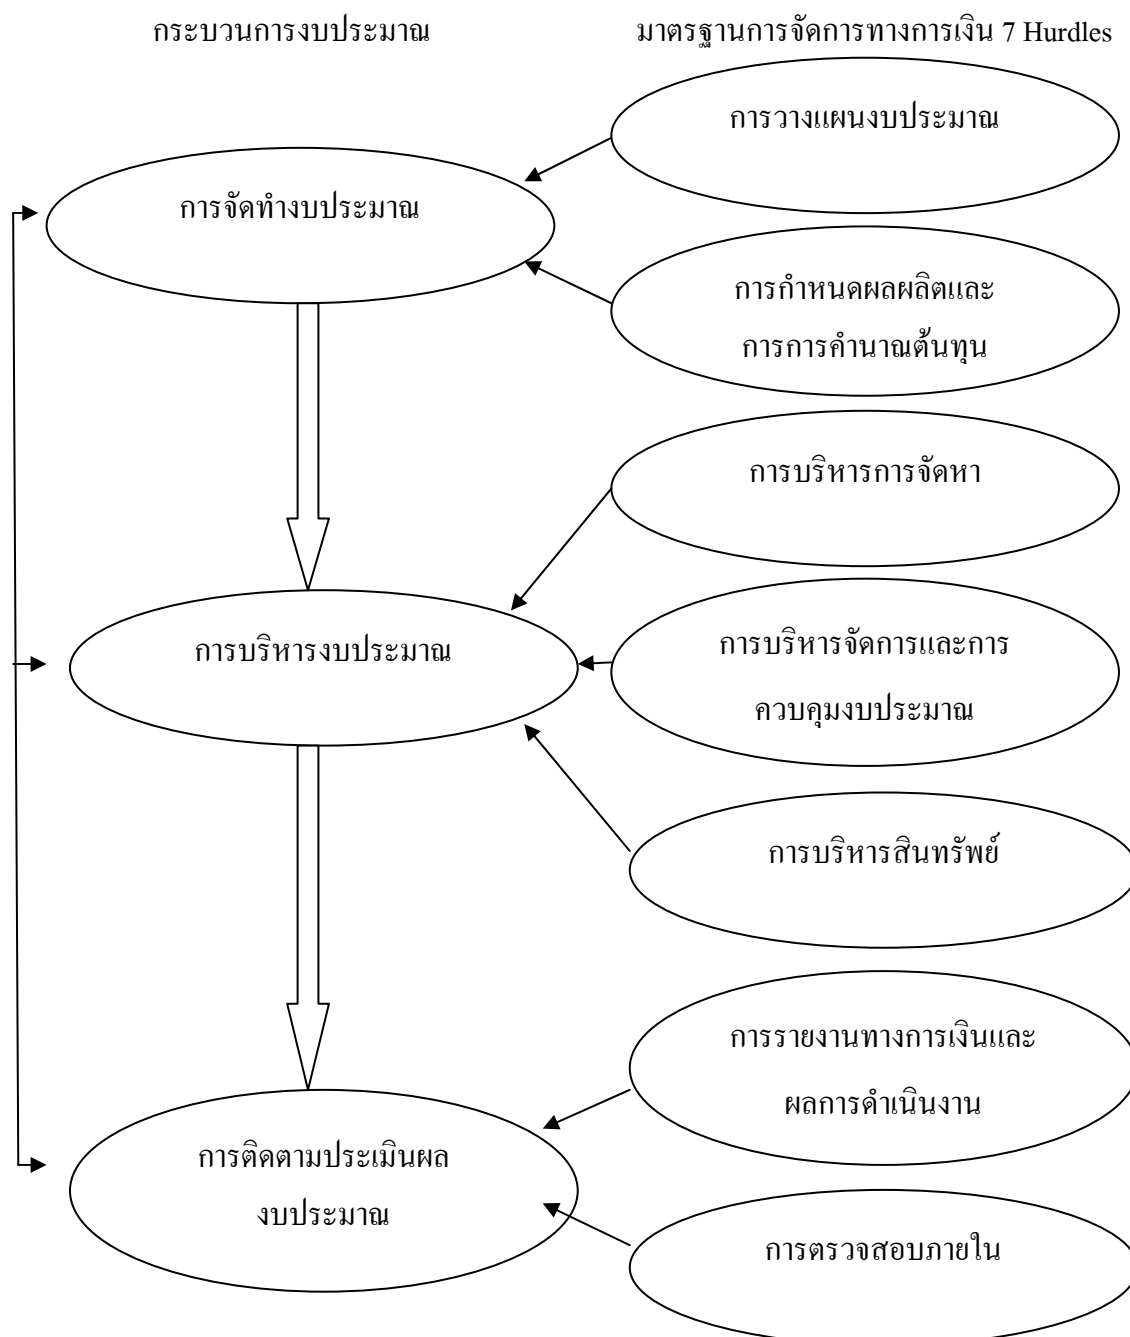 กระบวนการงบประมาณ
มาตรฐานการจัดการทางการเงิน 7 Hurdles
การวางแผนงบประมาณ
การจัดทำงบประมาณ
การกำหนดผลผลิตและ
การการคำนาณต้นทุน
การบริหารการจัดหา
การบริหารงบประมาณ
การบริหารจัดการและการ
ควบคุมงบประมาณ
การบริหารสินทรัพย์
การรายงานทางการเงินและ
ผลการดำเนินงาน
การติดตามประเมินผล
งบประมาณ
การตรวจสอบภายใน